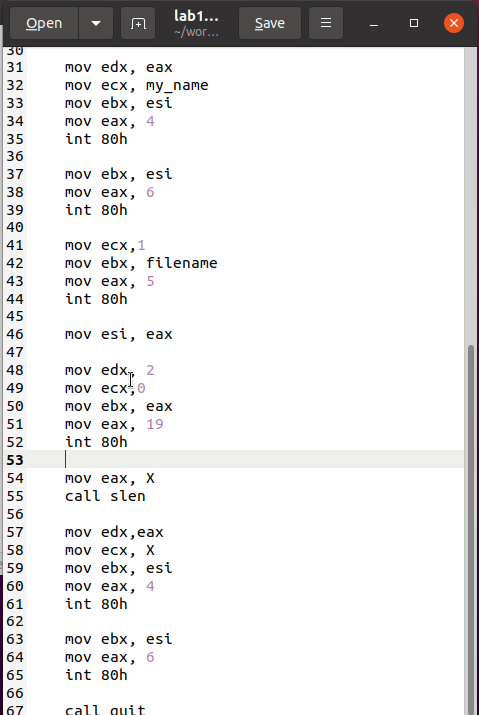 Open
lab1...
~/wor...
Save
30
31 mov edx, eax
32 mov ecx, my_name
33 mov ebx, esi
34 mov eax, 4
35 int 80h
36
37 mov ebx, esi
38 mov eax, 6
39 int 80h
40
41 mov ecx,1
42 mov ebx, filename
43 mov eax, 5
44 int 80h
45
46 mov esi, eax
47
48 mov edx, 2
49 mov ecx,0
50 mov ebx, eax
51 mov eax, 19
52 int 80h
53
54 mov eax, X
55 call slen
56
57 mov edx,eax
58 mov ecx, X
59 mov ebx, esi
60 mov eax, 4
61 int 80h
62
63 mov ebx, esi
64 mov eax, 6
65 int 80h
66
67 call quit